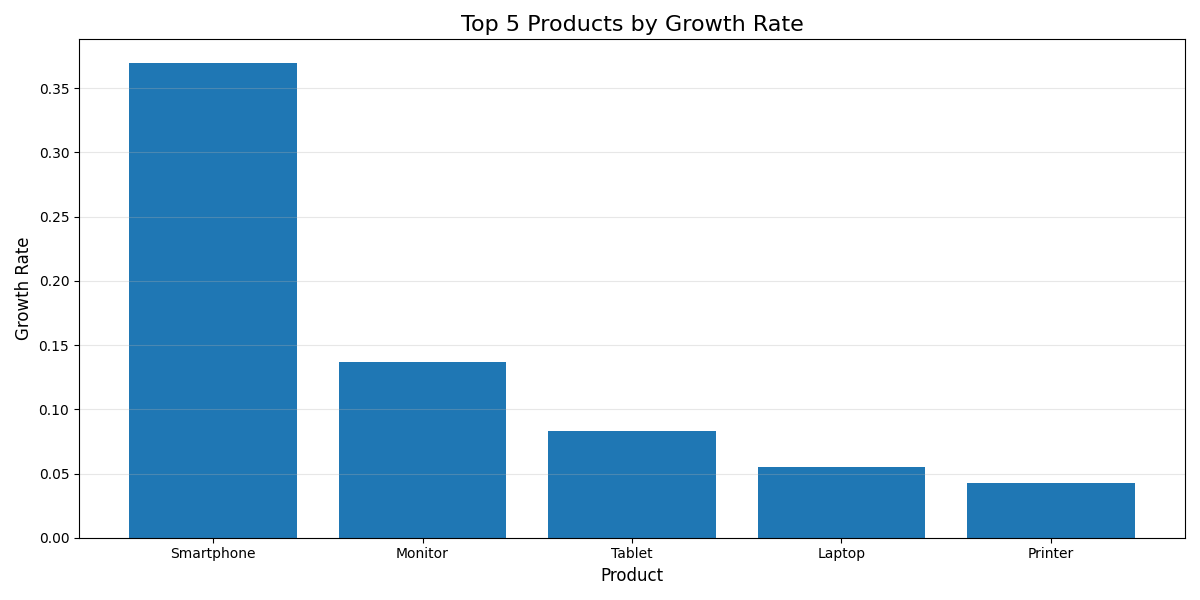 Top 5 Products by Growth Rate
Growth Rate
0.35
0.30
0.25
0.20
0.15
0.10
0.05
0.00
Smartphone Monitor Tablet Laptop Printer
Product